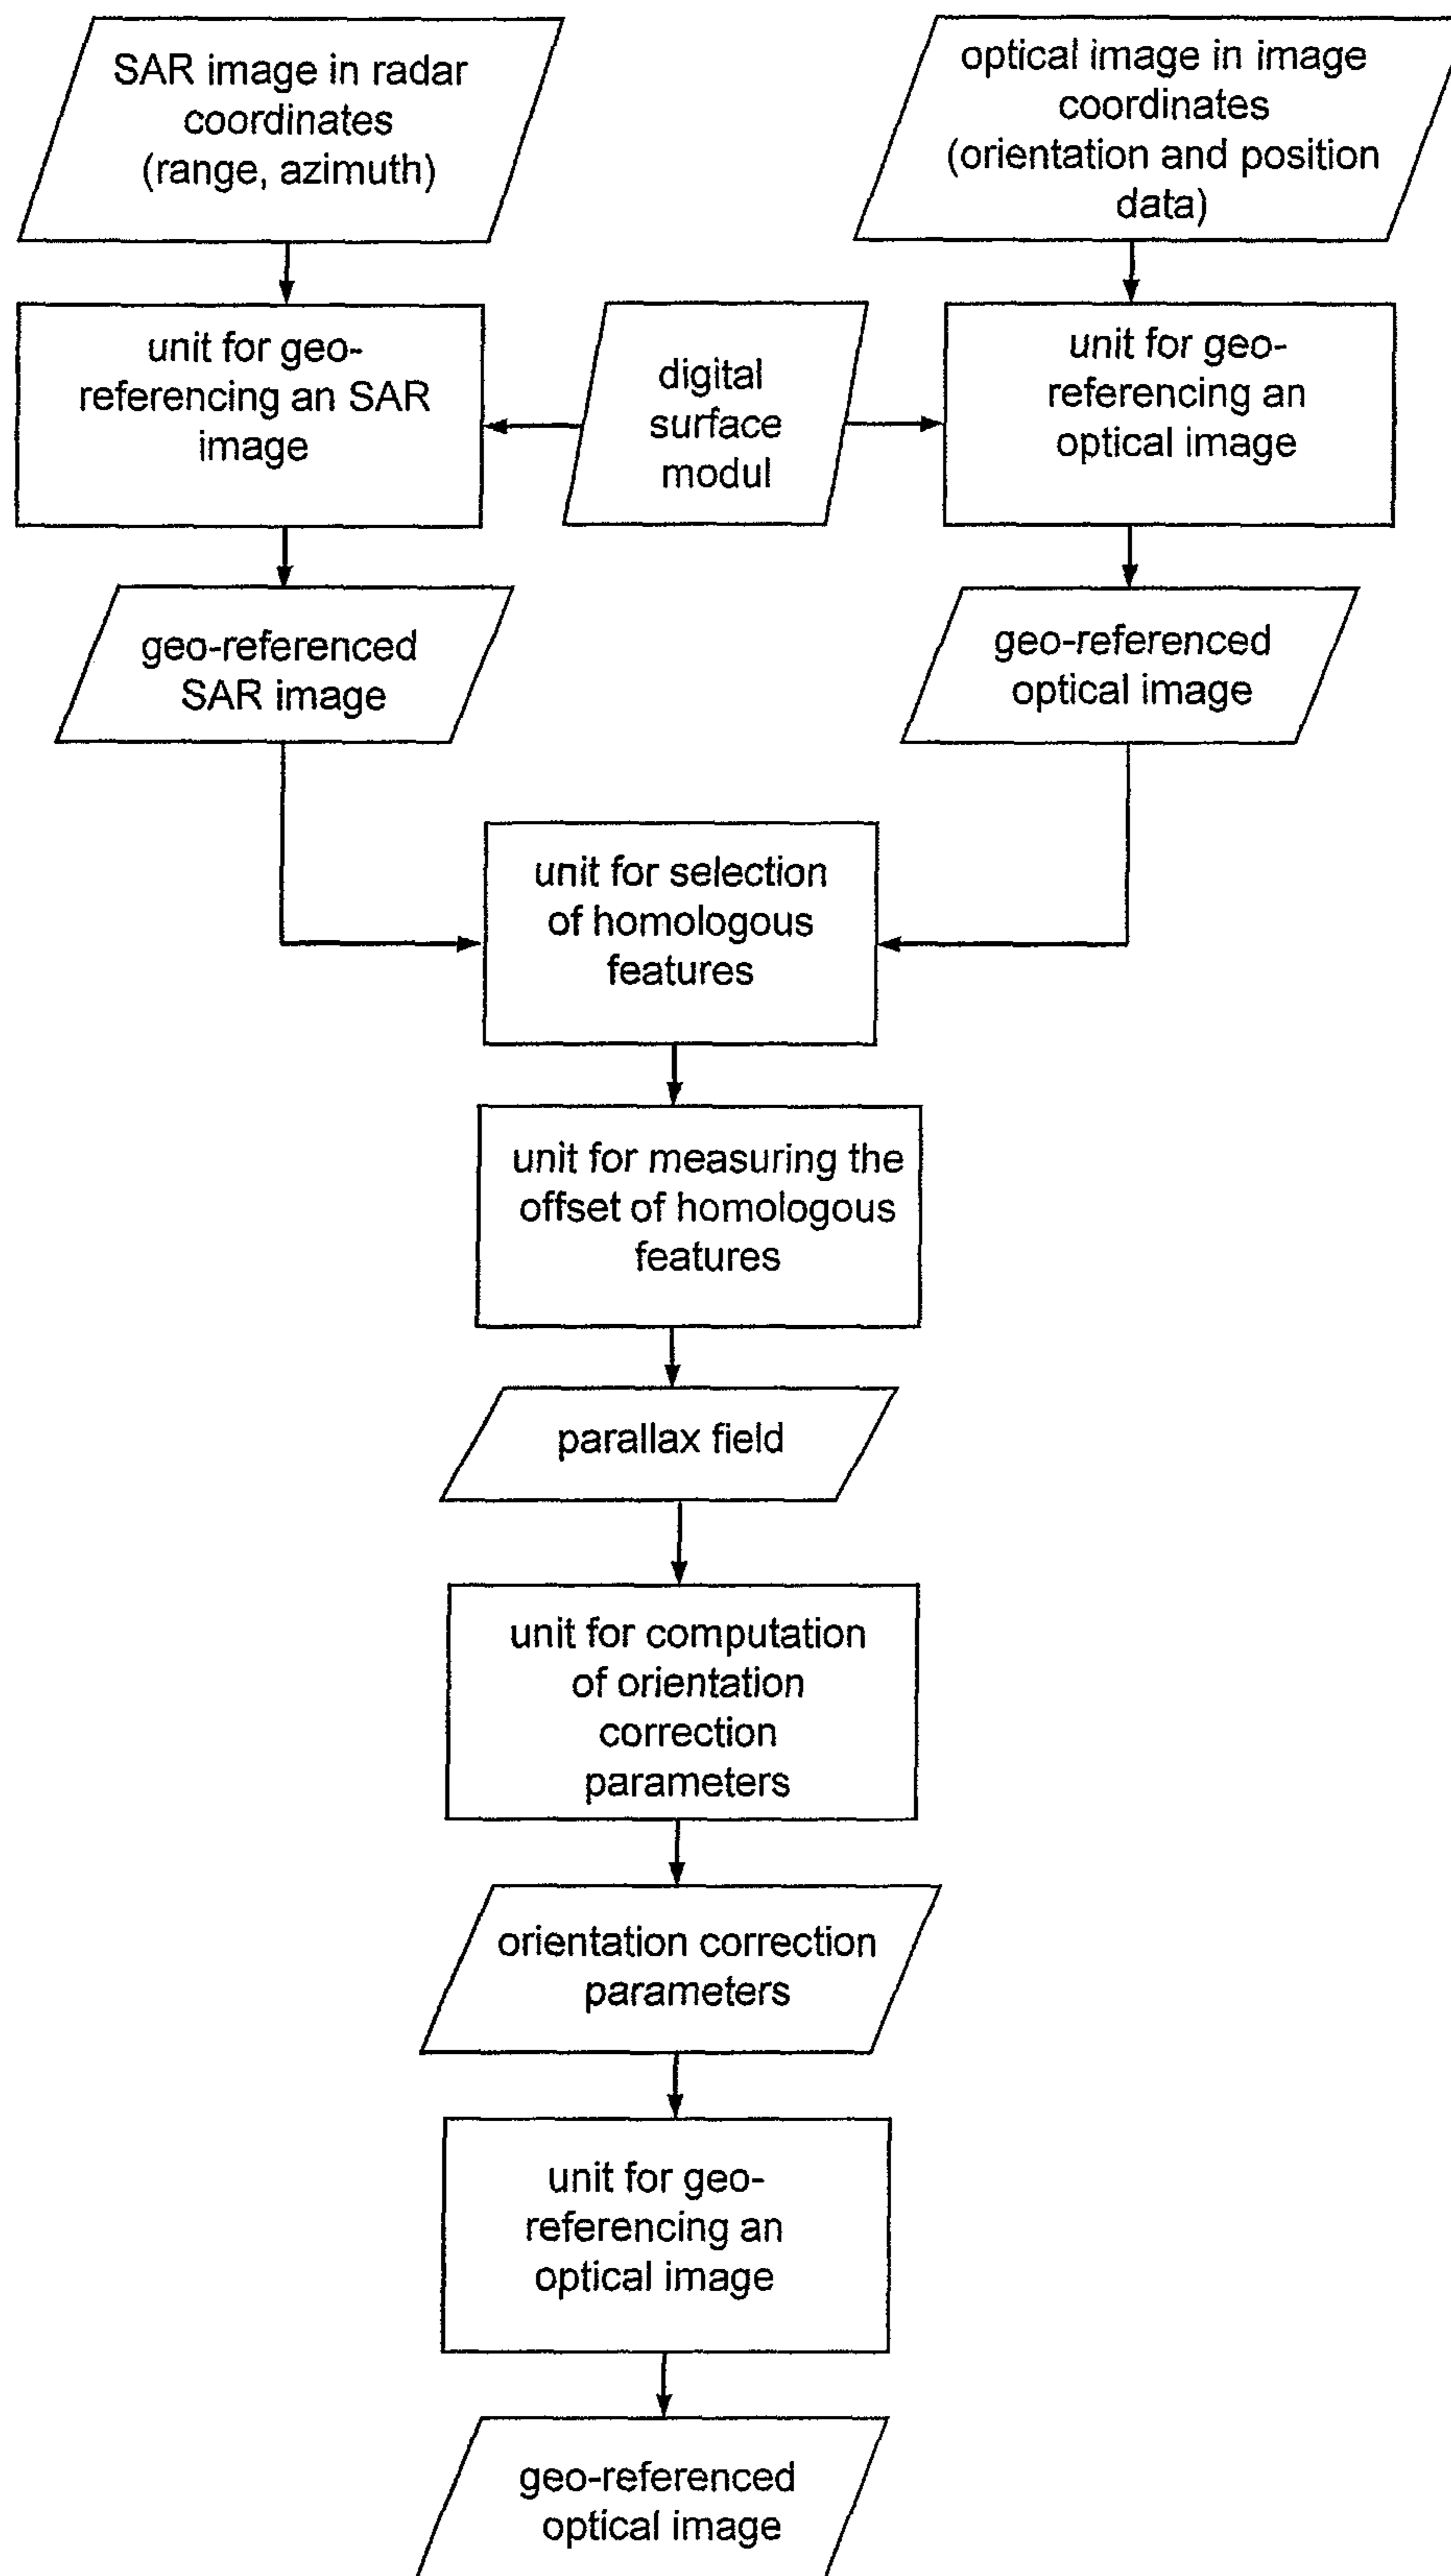 SAR image in radar
coordinates
(range, azimuth)
optical image in image
coordinates
(orientation and position
data)
unit for geo-
referencing an SAR
image
digital
surface
modul
unit for geo-
referencing an
optical image
geo-referenced
SAR image
geo-referenced
optical image
unit for selection
of homologous
features
unit for measuring the
offset of homologous
features
parallax field
unit for computation
of orientation
correction
parameters
orientation correction
parameters
unit for geo-
referencing an
optical image
geo-referenced
optical image